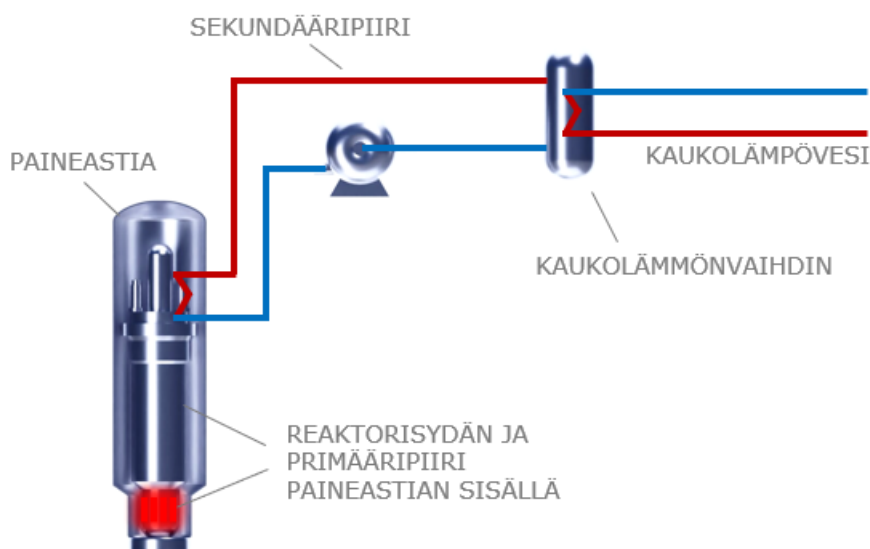 SEKUNDÄÄRIPIIRI
PAINEASTIA
KAUKOLÄMPÖVESI
KAUKOLÄMMÖNVAIHDIN
REAKTORISYDÄN JA
PRIMÄÄRIPIIRI
PAINEASTIAN SISÄLLÄ